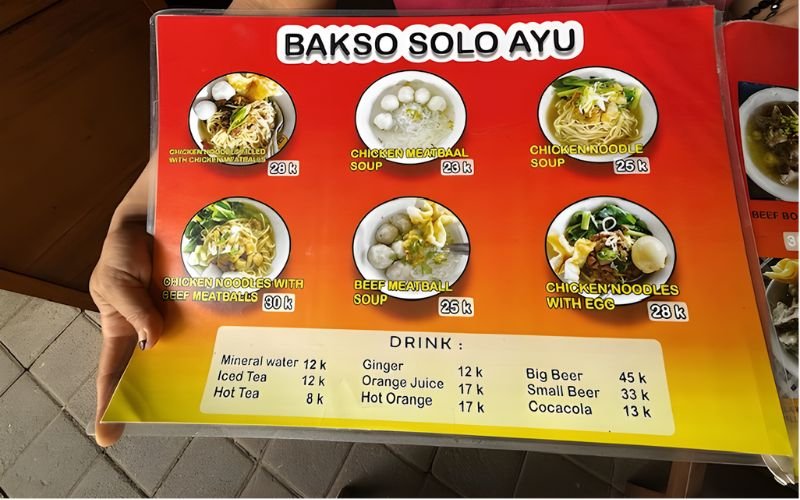 BAKSO SOLO AYU
CHICKEN NOODLES FILLED
WITH CHICKEN MEATBALLS
28 k
CHICKEN MEATBAAL
SOUP
23 k
CHICKEN NOODLE
SOUP
25 k
CHICKEN NOODLES WITH
BEEF MEATBALLS
30 k
BEEF MEATBALL
SOUP
25 k
CHICKEN NOODLES
WITH EGG
28 k
DRINK :
Mineral water 12 k
Iced Tea 12 k
Hot Tea 8 k
Ginger 12 k
Orange Juice 17 k
Hot Orange 17 k
Big Beer 45 k
Small Beer 33 k
Cocacola 13 k
BEEF BO
3